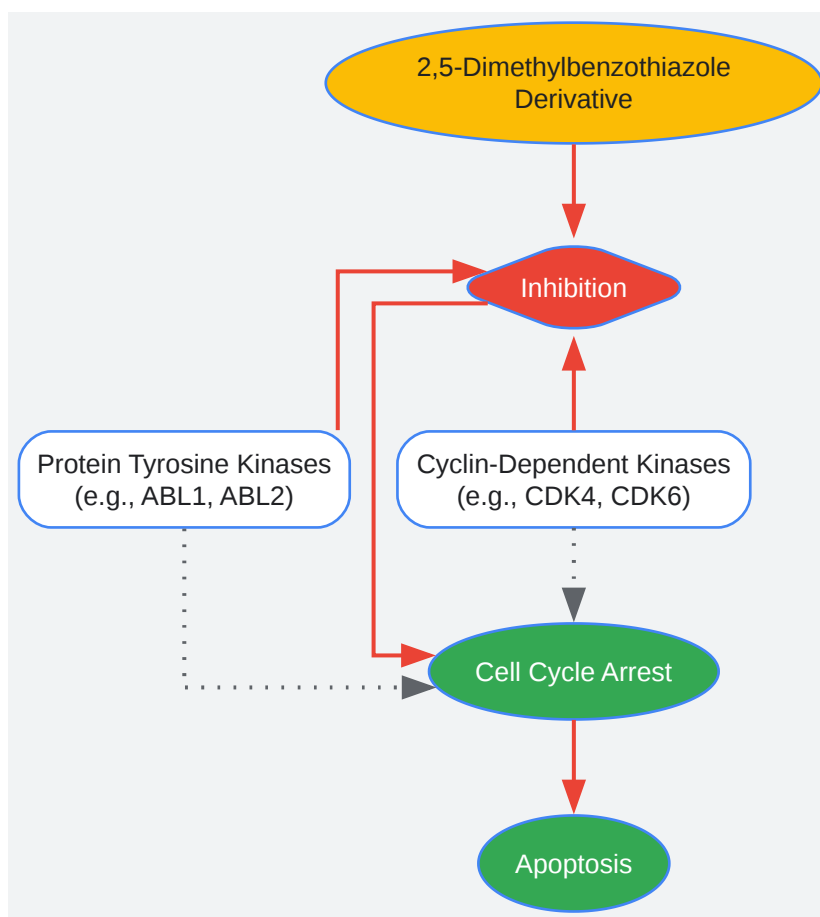 2,5-Dimethylbenzothiazole
Derivative
Inhibition
Protein Tyrosine Kinases
(e.g., ABL1, ABL2)
Cyclin-Dependent Kinases
(e.g., CDK4, CDK6)
Cell Cycle Arrest
Apoptosis